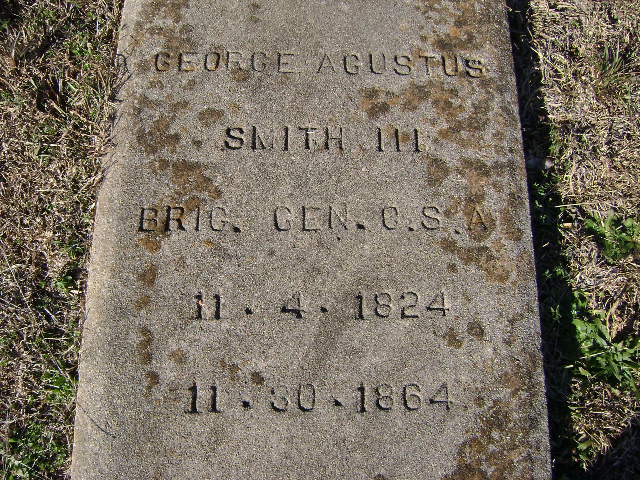 GEORGE AGUSTUS
SMITH III
BRIG. GEN. C.S.A
11 - 4 - 1824
11 - 30 - 1864